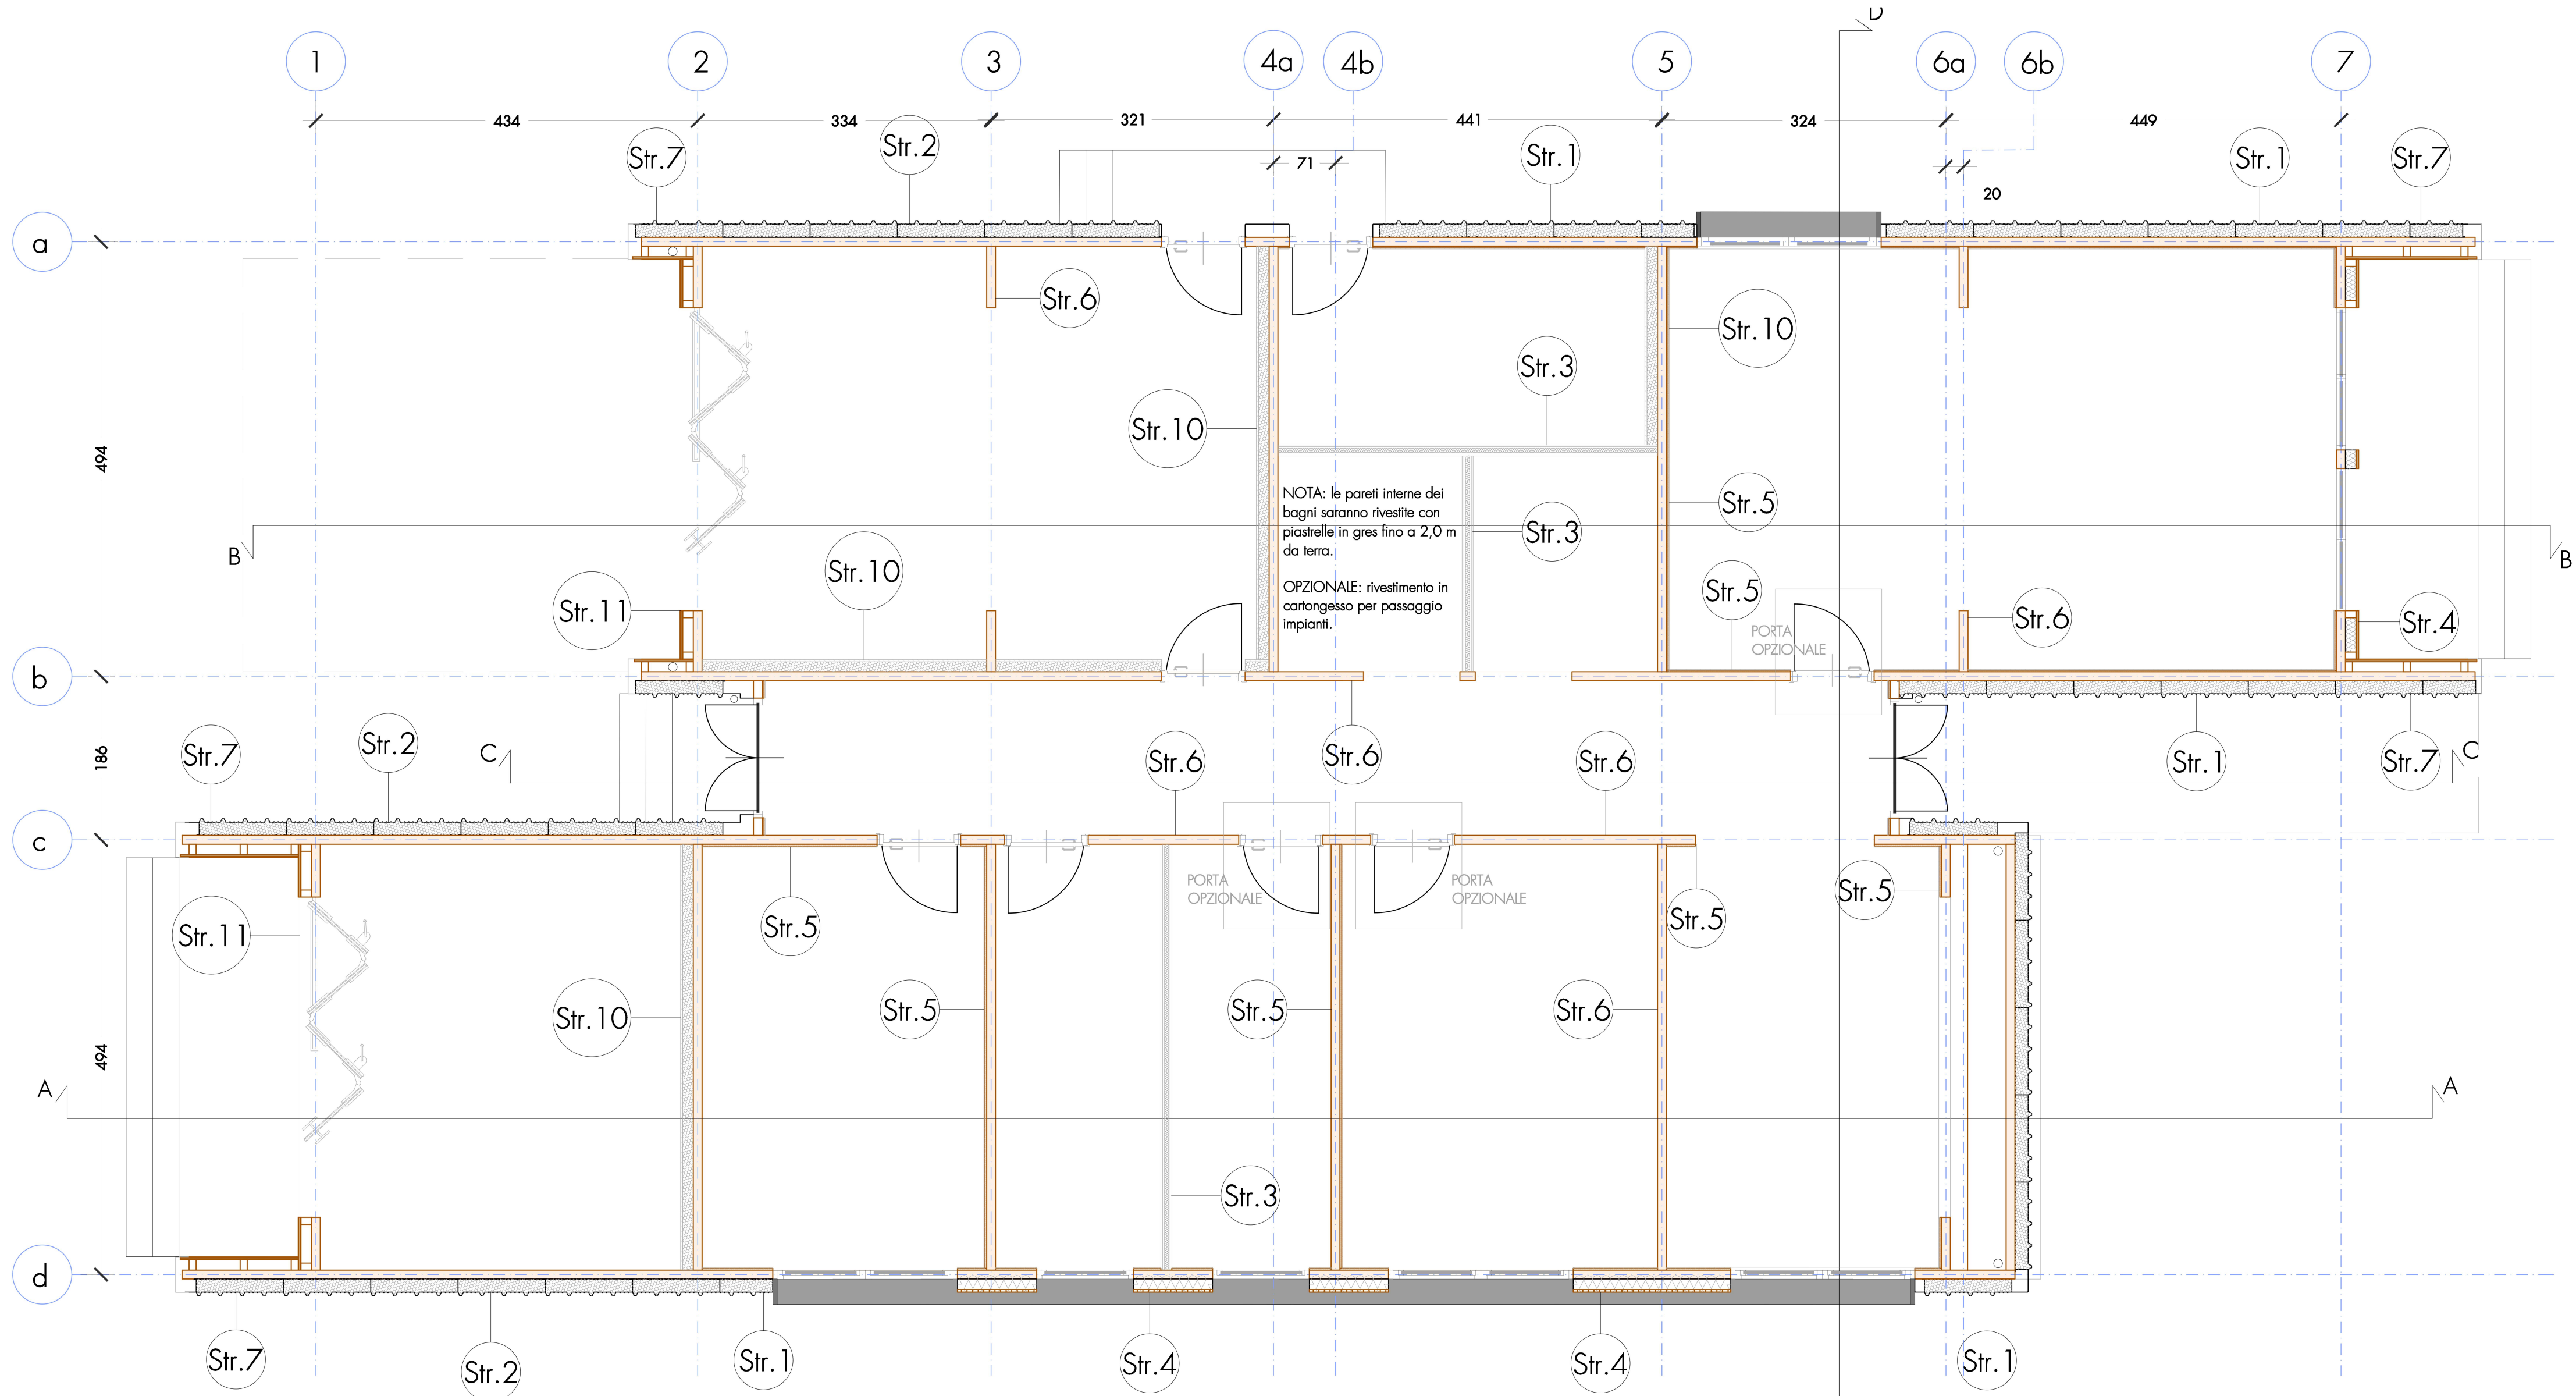 D
1 2 3 4a 4b 5 6a 6b 7
434 334 321 441 324 449
Str.7 Str.2 Str.1 Str.1 Str.7
71 20
a
Str.6 Str.10
Str.3
Str.10
494
NOTA: le pareti interne dei
bagni saranno rivestite con
piastrelle in gres fino a 2,0 m
da terra.
OPZIONALE: rivestimento in
cartongesso per passaggio
impianti.
Str.5
Str.3
B B
Str.10
Str.11
Str.5
Str.6
Str.4
PORTA
OPZIONALE
b
Str.7 Str.2 C Str.6 Str.6 Str.6 Str.1 Str.7 C
186
c
PORTA
OPZIONALE
PORTA
OPZIONALE
Str.5
Str.11 Str.5 Str.5
Str.10 Str.5 Str.5 Str.6
494
A A
Str.3
d
Str.7 Str.2 Str.1 Str.4 Str.4 Str.1